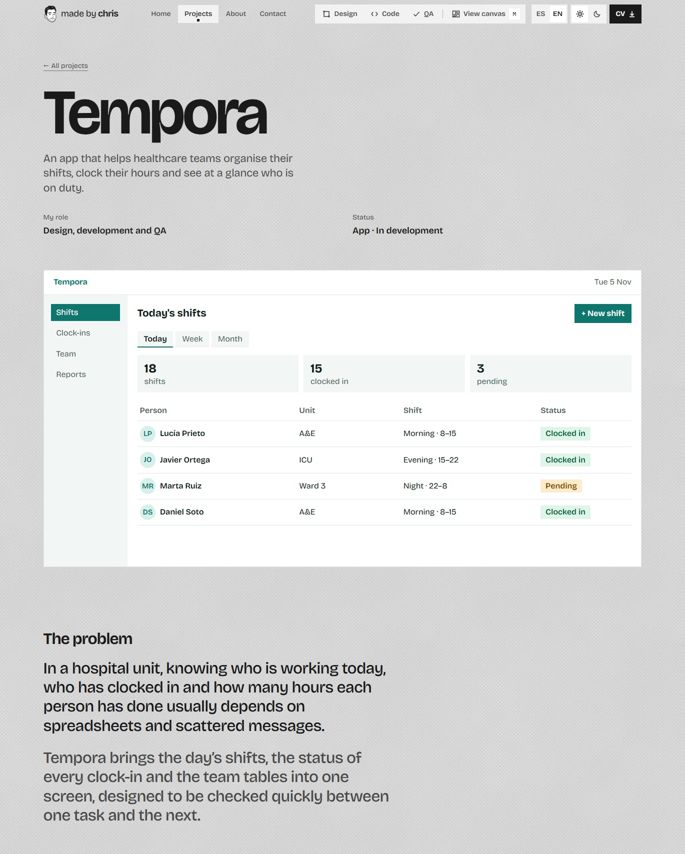 made by chris
Home
Projects
About
Contact
Design
Code
QA
View canvas
M
ES
EN
CV
← All projects
Tempora
An app that helps healthcare teams organise their
shifts, clock their hours and see at a glance who is
on duty.
My role
Status
Design, development and QA
App · In development
Tempora
Tue 5 Nov
Shifts
Clock-ins
Team
Reports
Today's shifts
+ New shift
Today
Week
Month
18
shifts
15
clocked in
3
pending
Person
Unit
Shift
Status
LP Lucía Prieto A&E Morning · 8–15 Clocked in
JO Javier Ortega ICU Evening · 15–22 Clocked in
MR Marta Ruiz Ward 3 Night · 22–8 Pending
DS Daniel Soto A&E Morning · 8–15 Clocked in
The problem
In a hospital unit, knowing who is working today,
who has clocked in and how many hours each
person has done usually depends on
spreadsheets and scattered messages.
Tempora brings the day's shifts, the status of
every clock-in and the team tables into one
screen, designed to be checked quickly between
one task and the next.